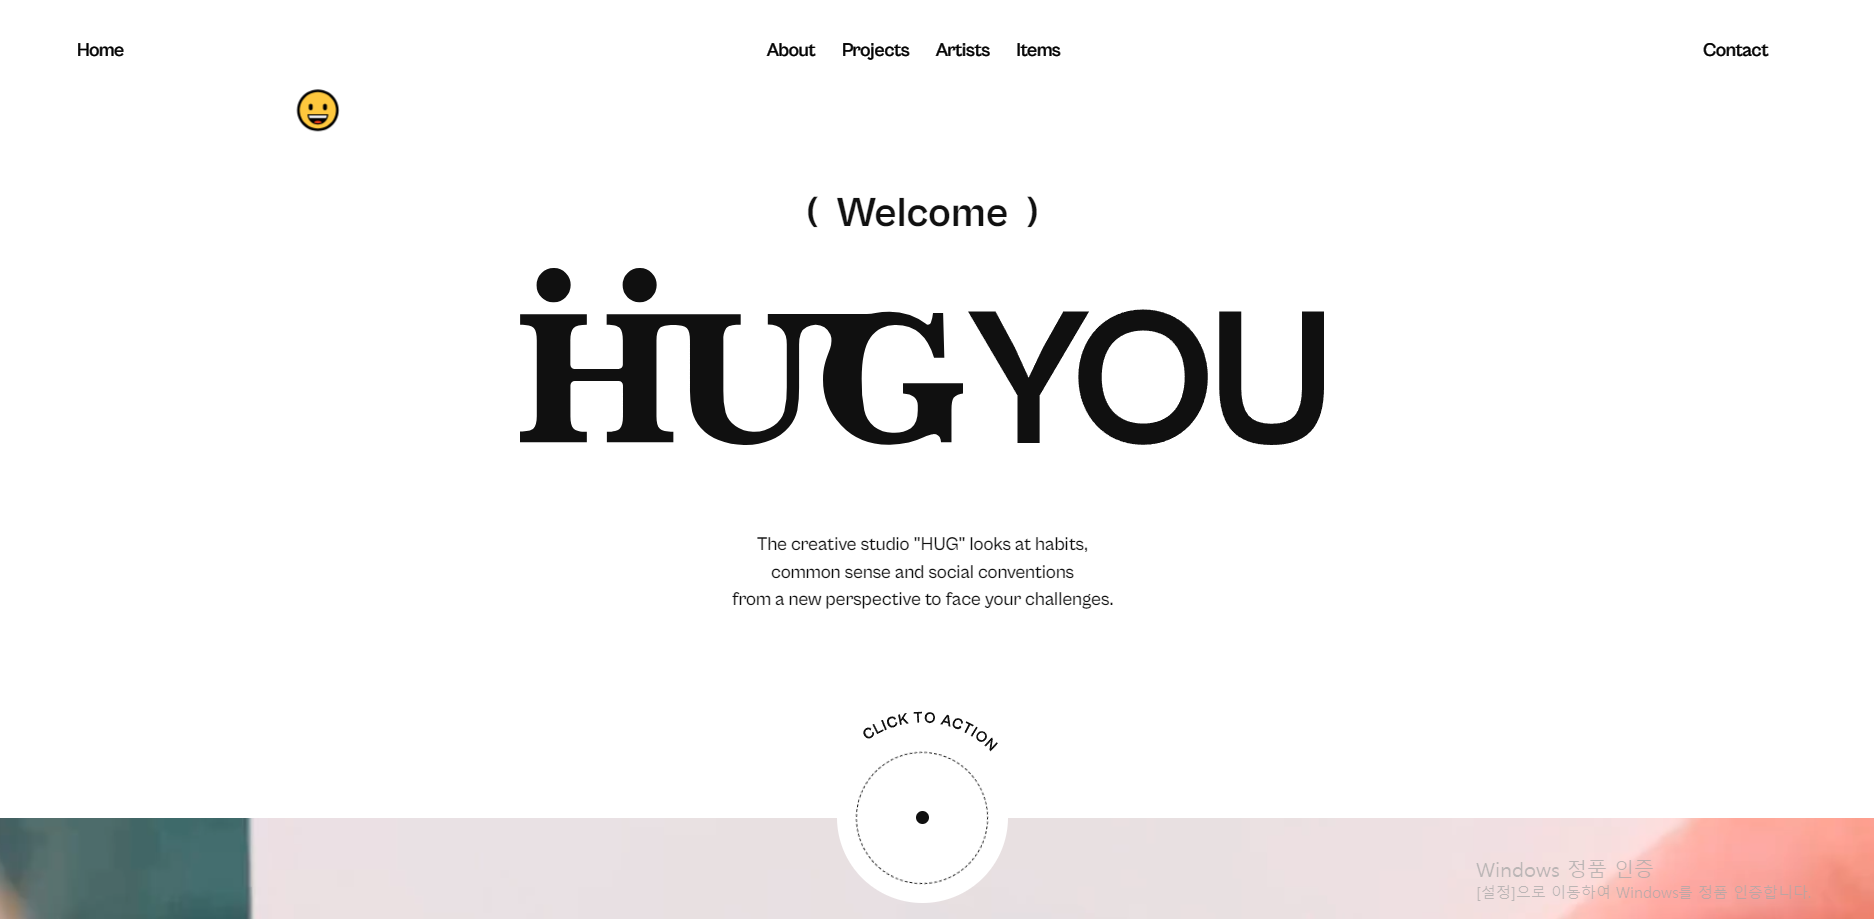 Home
About Projects Artists Items
Contact
( Welcome )
HUGYOU
The creative studio "HUG" looks at habits,
common sense and social conventions
from a new perspective to face your challenges.
CLICK TO ACTION
Windows 정품 인증
[설정]으로 이동하여 Windows를 정품 인증합니다.